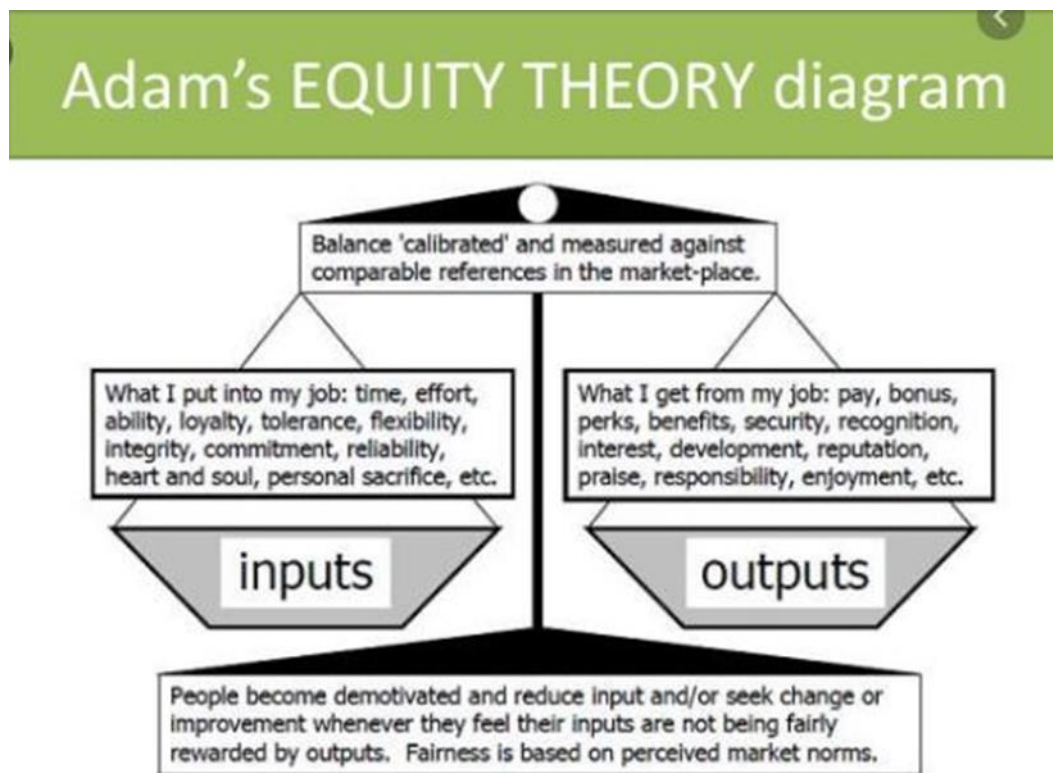 Adam's EQUITY THEORY diagram
Balance 'calibrated' and measured against
comparable references in the market-place.
What I put into my job: time, effort,
ability, loyalty, tolerance, flexibility,
integrity, commitment, reliability,
heart and soul, personal sacrifice, etc.
What I get from my job: pay, bonus,
perks, benefits, security, recognition,
interest, development, reputation,
praise, responsibility, enjoyment, etc.
inputs
outputs
People become demotivated and reduce input and/or seek change or
improvement whenever they feel their inputs are not being fairly
rewarded by outputs. Fairness is based on perceived market norms.